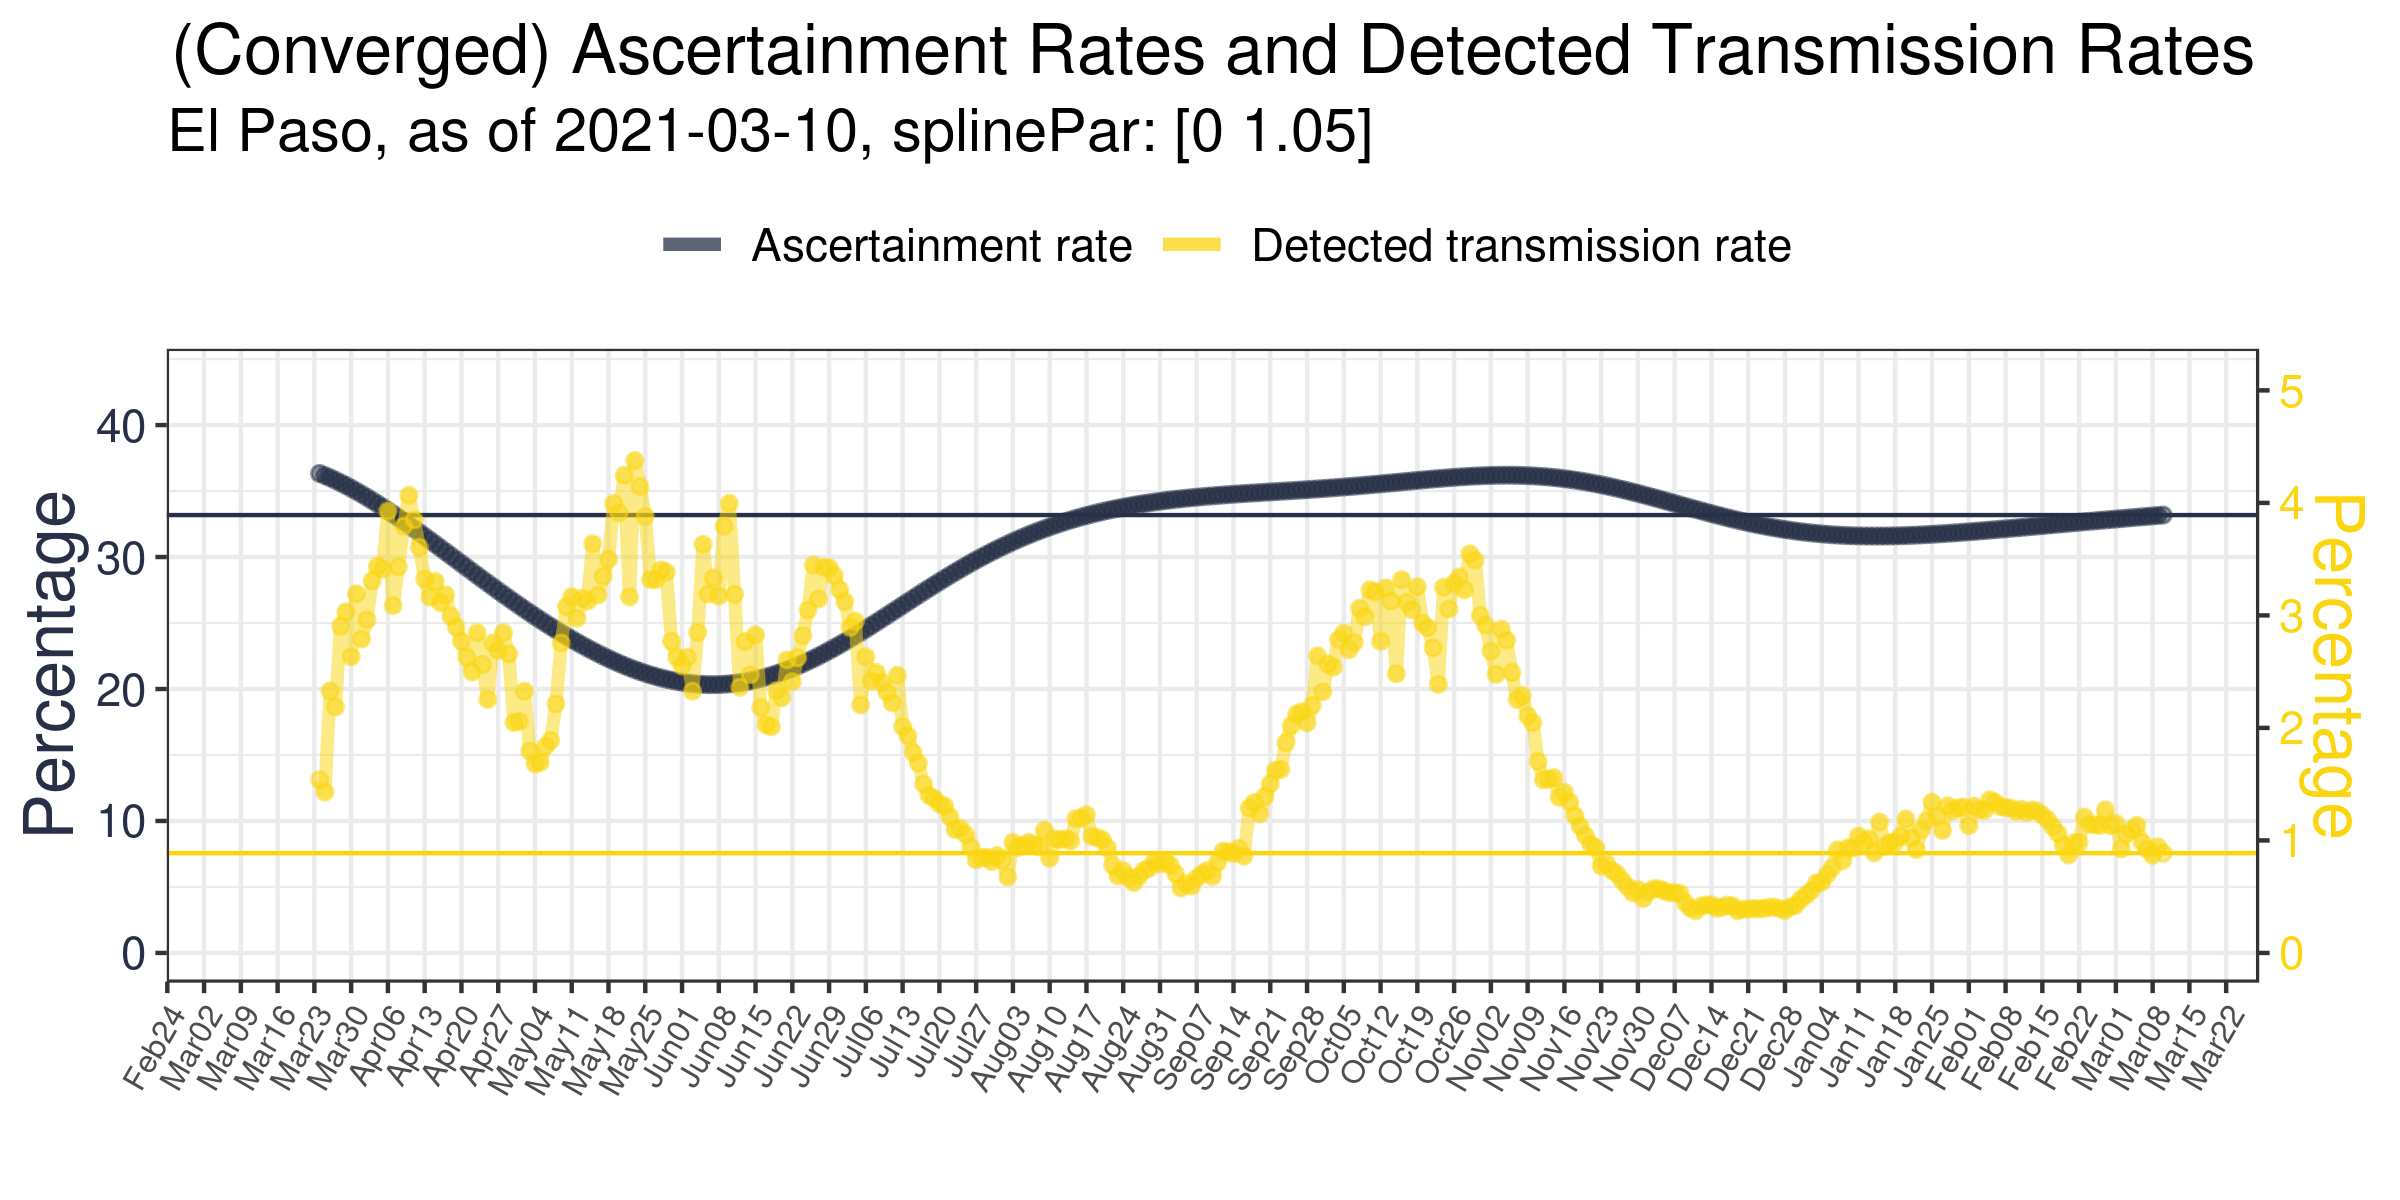 (Converged) Ascertainment Rates and Detected Transmission Rates
El Paso, as of 2021-03-10, splinePar: [0 1.05]
Ascertainment rate
Detected transmission rate
Percentage
40
30
20
10
0
5
4
3
2
1
0
Percentage
Feb24
Mar02
Mar09
Mar16
Mar23
Mar30
Apr06
Apr13
Apr20
Apr27
May04
May11
May18
May25
Jun01
Jun08
Jun15
Jun22
Jun29
Jul06
Jul13
Jul20
Jul27
Aug03
Aug10
Aug17
Aug24
Aug31
Sep07
Sep14
Sep21
Sep28
Oct05
Oct12
Oct19
Oct26
Nov02
Nov09
Nov16
Nov23
Nov30
Dec07
Dec14
Dec21
Dec28
Jan04
Jan11
Jan18
Jan25
Feb01
Feb08
Feb15
Feb22
Mar01
Mar08
Mar15
Mar22